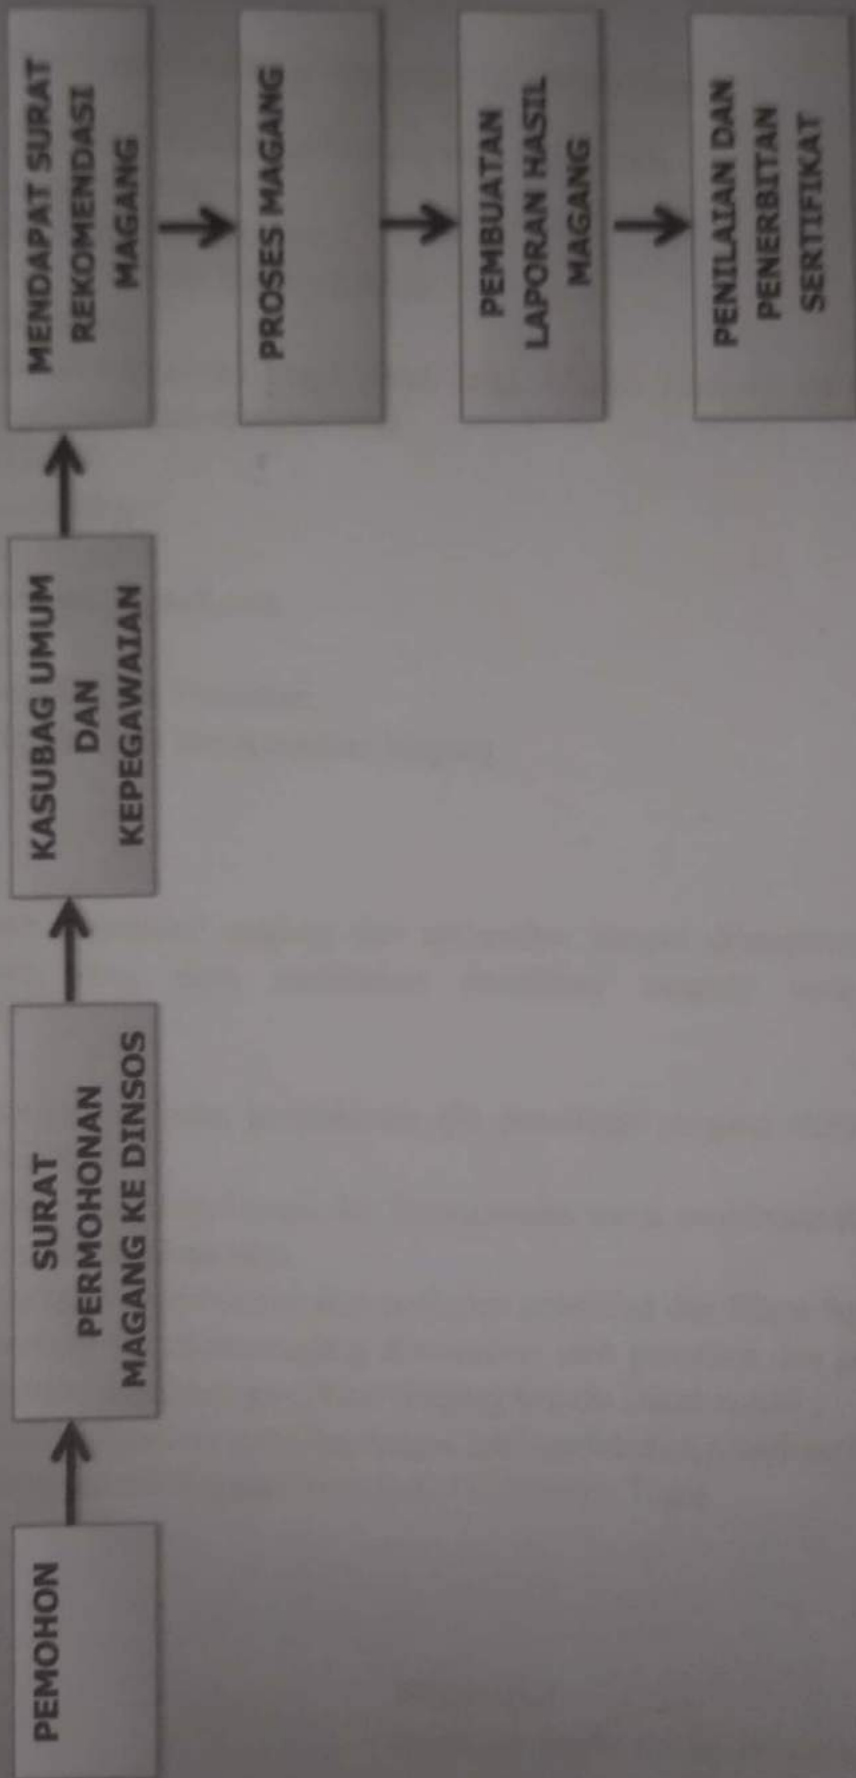 PEMOHON
SURAT
PERMOHONAN
MAGANG KE DINSOS
KASUBAG UMUM
DAN
KEPEGAWAIAN
MENDAPAT SURAT
REKOMENDASI
MAGANG
PROSES MAGANG
PEMBUATAN
LAPORAN HASIL
MAGANG
PENILAIAN DAN
PENERBITAN
SERTIFIKAT